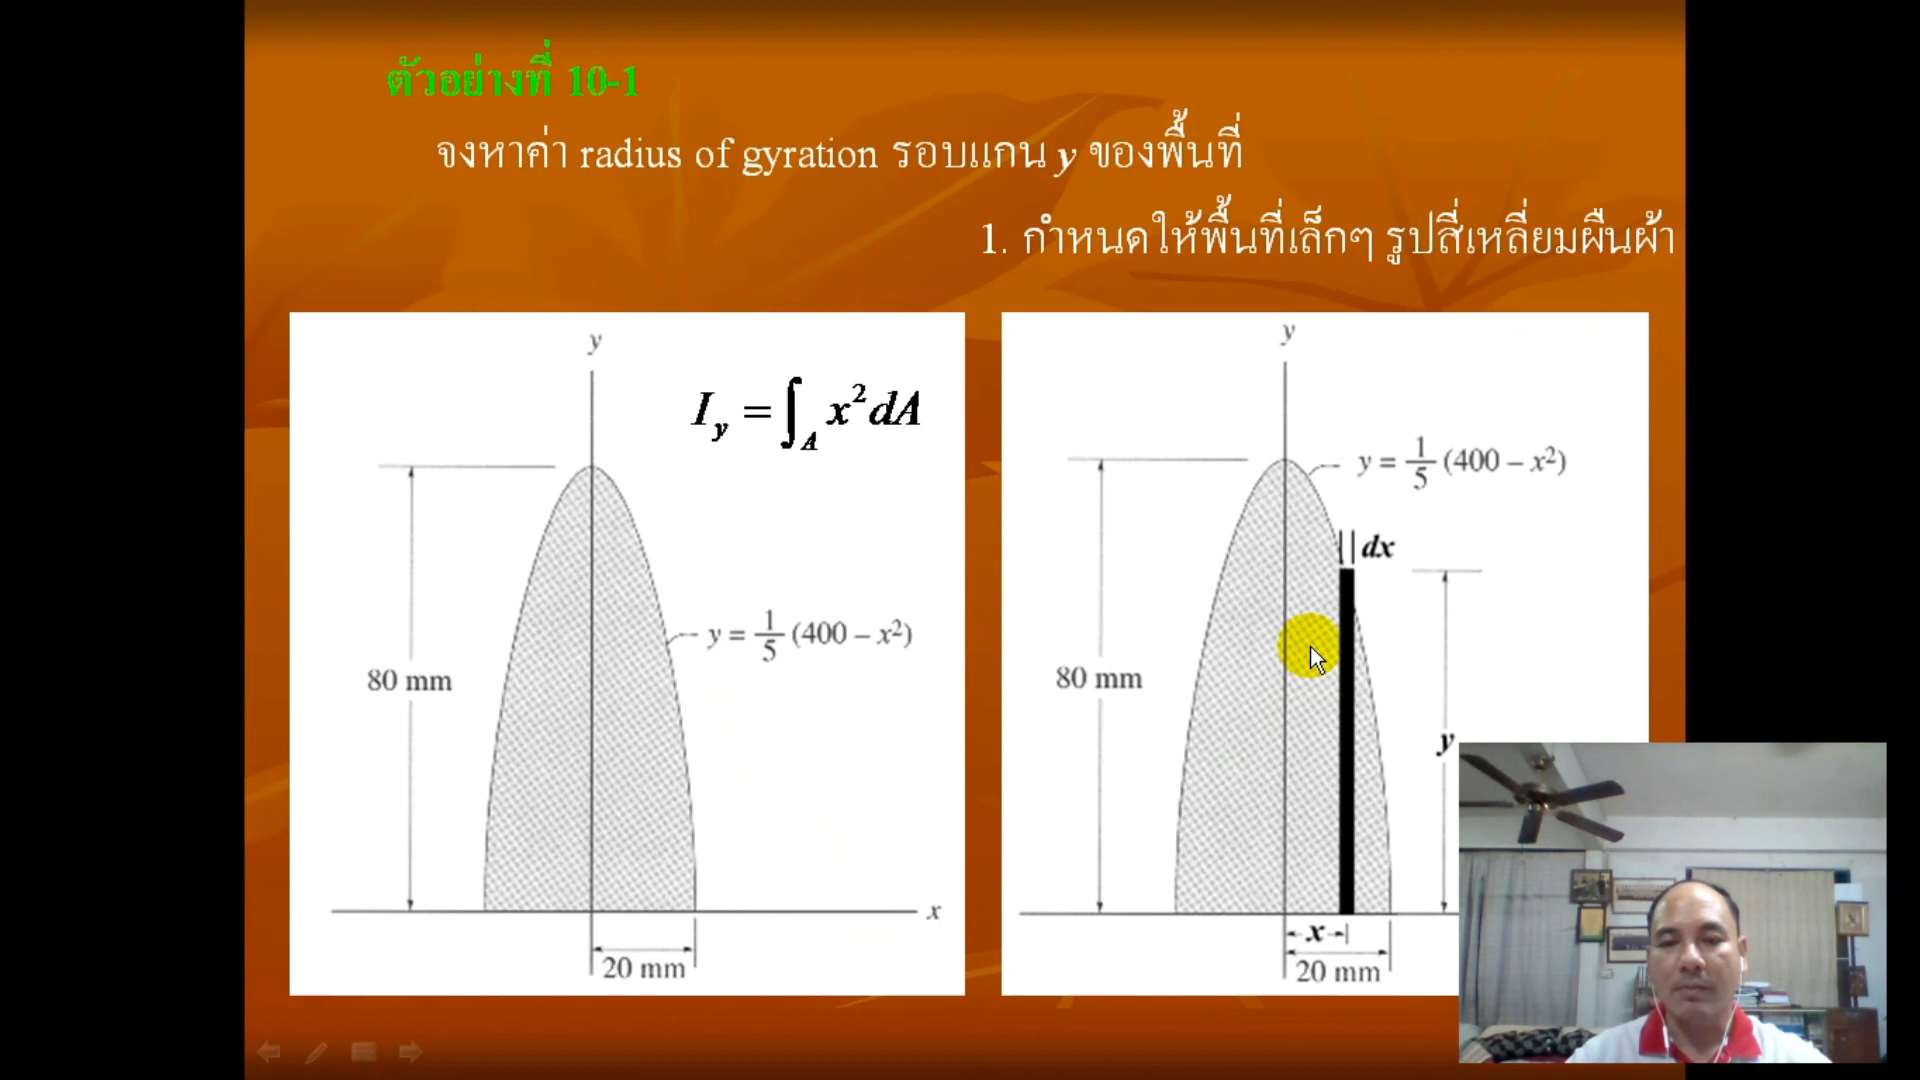 ตัวอย่างที่ 10-1
จงหาค่า radius of gyration รอบแกน y ของพื้นที่
1. กำหนดให้พื้นที่เล็กๆ รูปสี่เหลี่ยมผืนผ้า
y
I_y = ∫_A x² dA
y = 1/5 (400 – x²)
80 mm
x
20 mm
y
y = 1/5 (400 – x²)
dx
80 mm
y
x
20 mm